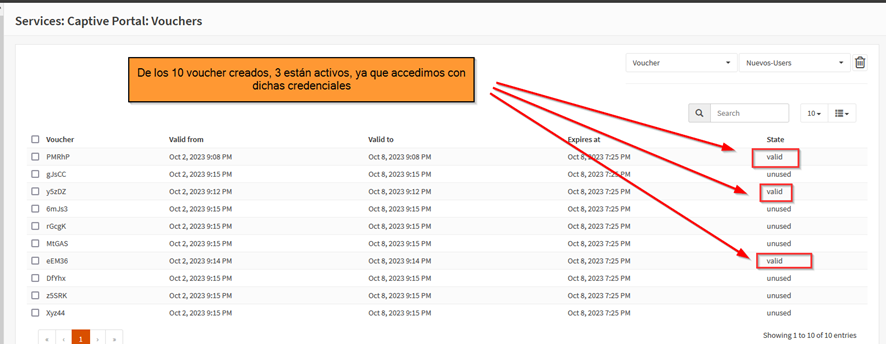 Services: Captive Portal: Vouchers
De los 10 voucher creados, 3 están activos, ya que accedimos con
dichas credenciales
Voucher Nuevos-Users
Search 10
Voucher Valid from Valid to Expires at State
PMRhP Oct 2, 2023 9:08 PM Oct 8, 2023 9:08 PM Oct 8, 2023 7:25 PM valid
gJsCC Oct 2, 2023 9:15 PM Oct 8, 2023 9:15 PM Oct 8, 2023 7:25 PM unused
y5zDZ Oct 2, 2023 9:12 PM Oct 8, 2023 9:12 PM Oct 8, 2023 7:25 PM valid
6mJs3 Oct 2, 2023 9:15 PM Oct 8, 2023 9:15 PM Oct 8, 2023 7:25 PM unused
rGcgK Oct 2, 2023 9:15 PM Oct 8, 2023 9:15 PM Oct 8, 2023 7:25 PM unused
MtGAS Oct 2, 2023 9:15 PM Oct 8, 2023 9:15 PM Oct 8, 2023 7:25 PM unused
eEM36 Oct 2, 2023 9:14 PM Oct 8, 2023 9:14 PM Oct 8, 2023 7:25 PM valid
DfYhx Oct 2, 2023 9:15 PM Oct 8, 2023 9:15 PM Oct 8, 2023 7:25 PM unused
z5SRK Oct 2, 2023 9:15 PM Oct 8, 2023 9:15 PM Oct 8, 2023 7:25 PM unused
Xyz44 Oct 2, 2023 9:15 PM Oct 8, 2023 9:15 PM Oct 8, 2023 7:25 PM unused
« ‹ 1 › »
Showing 1 to 10 of 10 entries